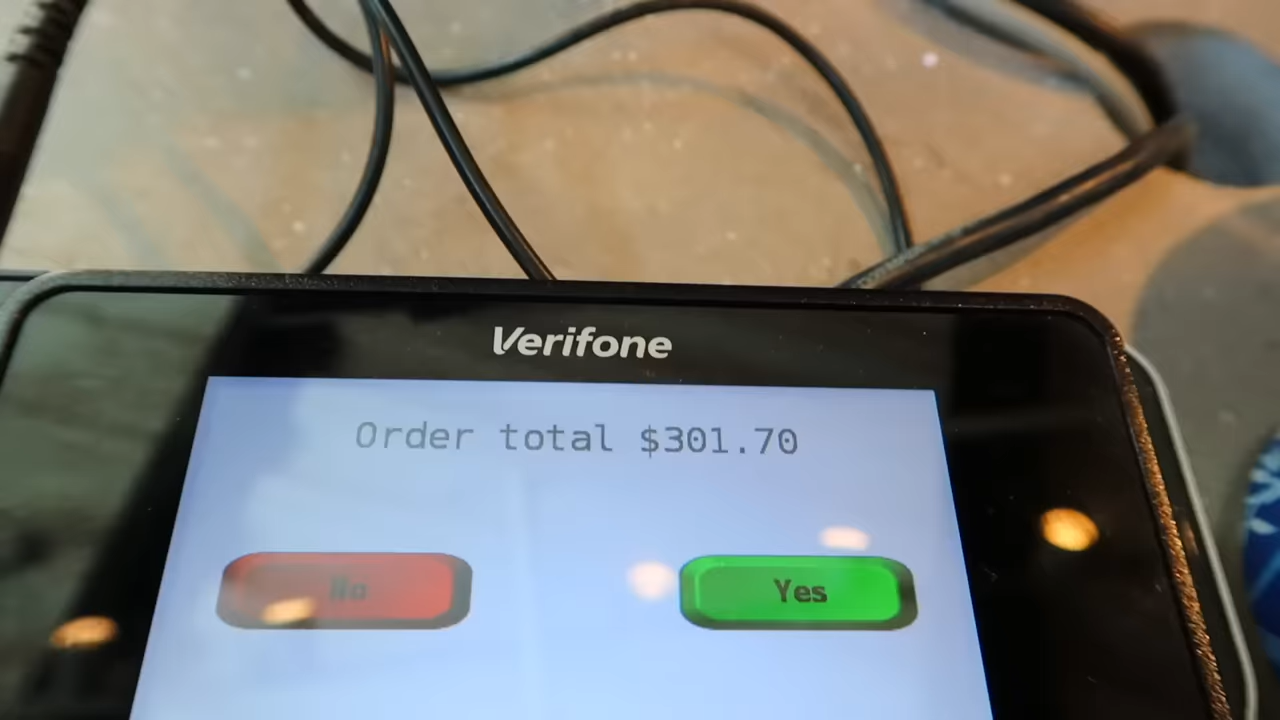 Verifone
Order total $301.70
No
Yes